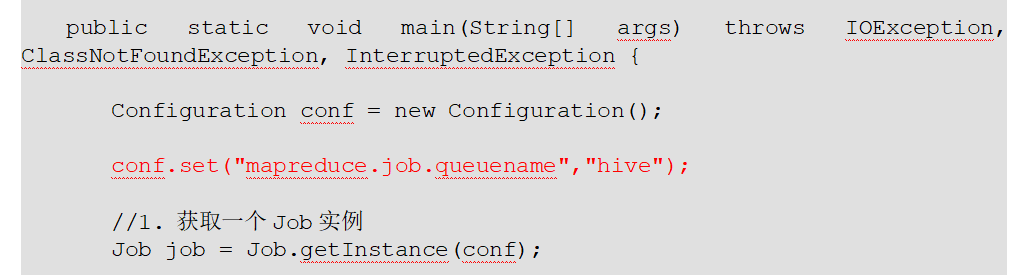 public static void main(String[] args) throws IOException,
ClassNotFoundException, InterruptedException {
Configuration conf = new Configuration();
conf.set("mapreduce.job.queuename","hive");
//1. 获取一个 Job 实例
Job job = Job.getInstance(conf);